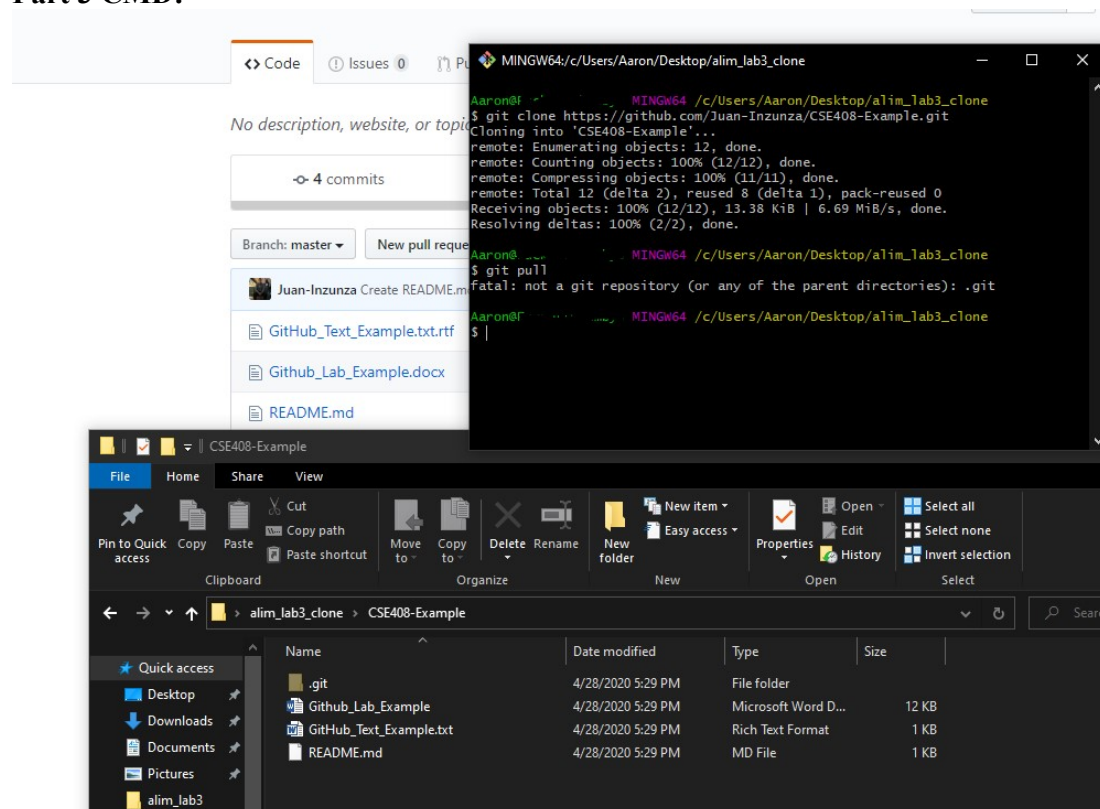 <> Code
Issues 0
MINGW64:/c/Users/Aaron/Desktop/alim_lab3_clone
No description, website, or topic
4 commits
Branch: master
New pull reque
Juan-Inzunza Create README.m
GitHub_Text_Example.txt.rtf
Github_Lab_Example.docx
README.md
MINGW64 /c/Users/Aaron/Desktop/alim_lab3_clone
$ git clone https://github.com/Juan-Inzunza/CSE408-Example.git
Cloning into 'CSE408-Example'...
remote: Enumerating objects: 12, done.
remote: Counting objects: 100% (12/12), done.
remote: Compressing objects: 100% (11/11), done.
remote: Total 12 (delta 2), reused 8 (delta 1), pack-reused 0
Receiving objects: 100% (12/12), 13.38 KiB | 6.69 MiB/s, done.
Resolving deltas: 100% (2/2), done.
Aaron@ MINGW64 /c/Users/Aaron/Desktop/alim_lab3_clone
$ git pull
fatal: not a git repository (or any of the parent directories): .git
MINGW64 /c/Users/Aaron/Desktop/alim_lab3_clone
$
CSE408-Example
File Home Share View
Pin to Quick access
Copy
Paste
Cut
Copy path
Paste shortcut
Move to
Copy to
Delete
Rename
New folder
New item
Easy access
Properties
Open
Edit
History
Select all
Select none
Invert selection
Clipboard Organize New Open Select
alim_lab3_clone > CSE408-Example
Sear
Name Date modified Type Size
.git 4/28/2020 5:29 PM File folder
Github_Lab_Example 4/28/2020 5:29 PM Microsoft Word D... 12 KB
GitHub_Text_Example.txt 4/28/2020 5:29 PM Rich Text Format 1 KB
README.md 4/28/2020 5:29 PM MD File 1 KB
Quick access
Desktop
Downloads
Documents
Pictures
alim_lab3